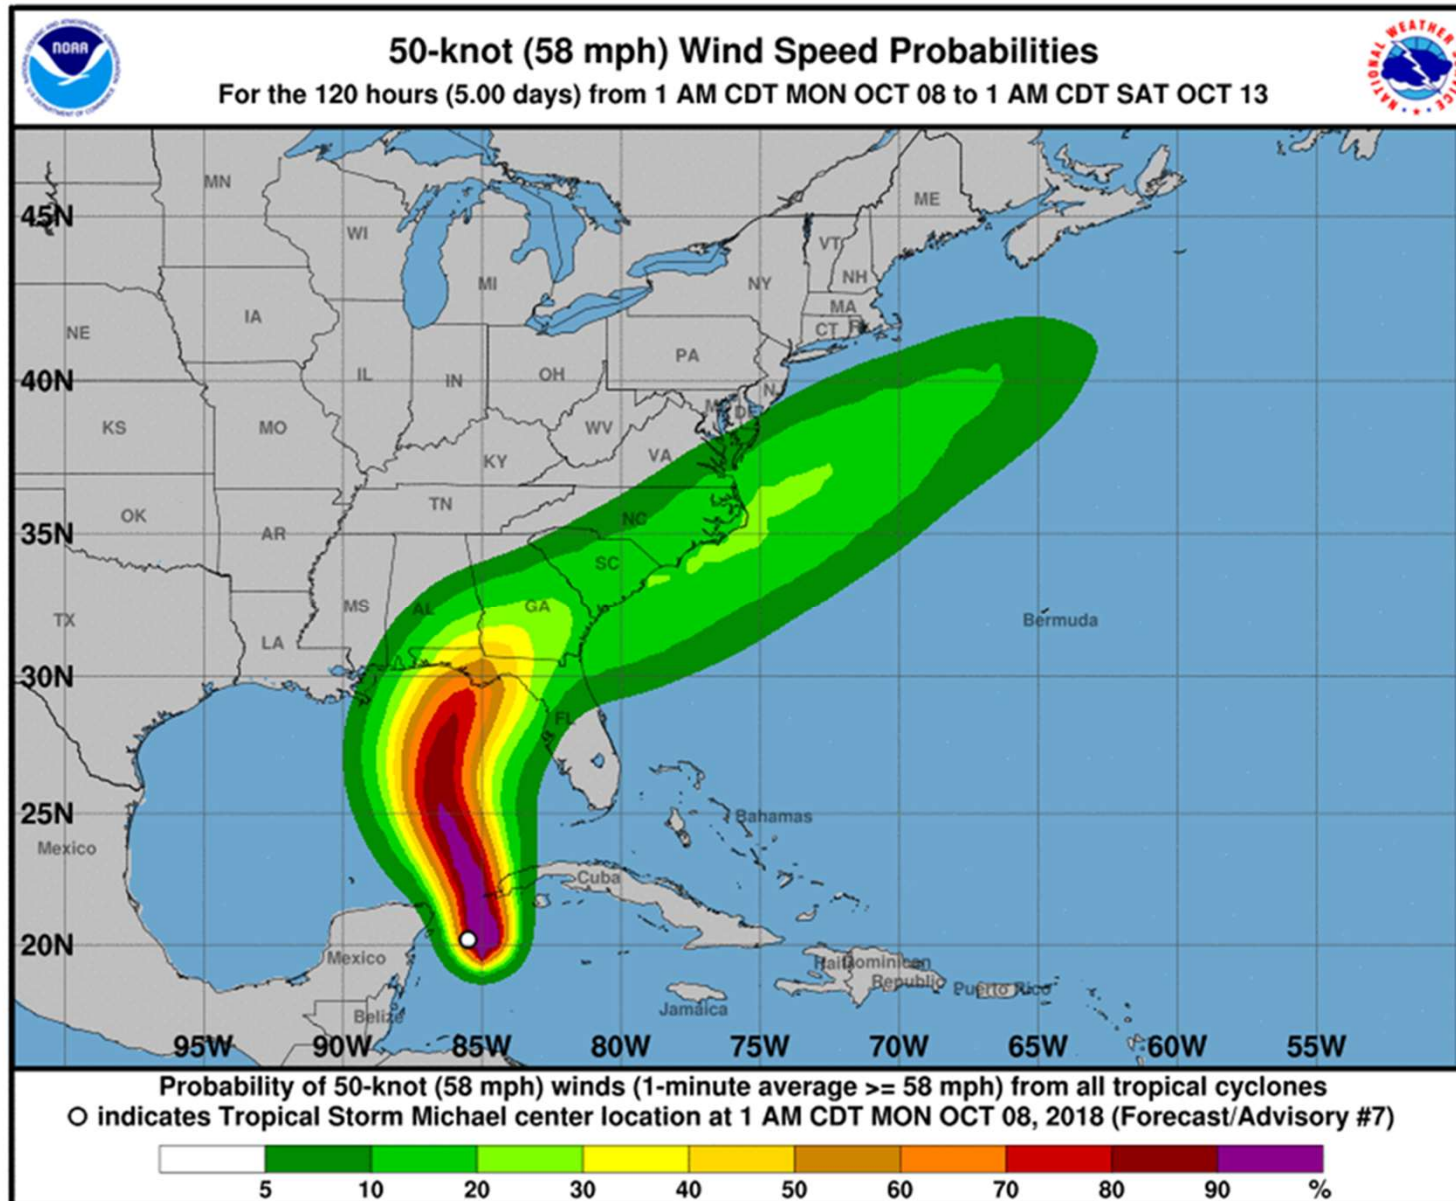 NOAA
50-knot (58 mph) Wind Speed Probabilities
For the 120 hours (5.00 days) from 1 AM CDT MON OCT 08 to 1 AM CDT SAT OCT 13
NATIONAL WEATHER
MN
ME
45N
WI
VT
MI
NY
NH
MA
IA
CT
NE
PA
40N
IL
IN
OH
DE
KS
MO
WV
VA
KY
TN
OK
NC
35N
AR
SC
MS
AL
GA
TX
Bermuda
LA
30N
FL
25N
Bahamas
Mexico
Cuba
20N
Mexico
Haiti
Dominican
Republic
Puerto Rico
Jamaica
Belize
95W 90W 85W 80W 75W 70W 65W 60W 55W
Probability of 50-knot (58 mph) winds (1-minute average >= 58 mph) from all tropical cyclones
O indicates Tropical Storm Michael center location at 1 AM CDT MON OCT 08, 2018 (Forecast/Advisory #7)
5 10 20 30 40 50 60 70 80 90 %